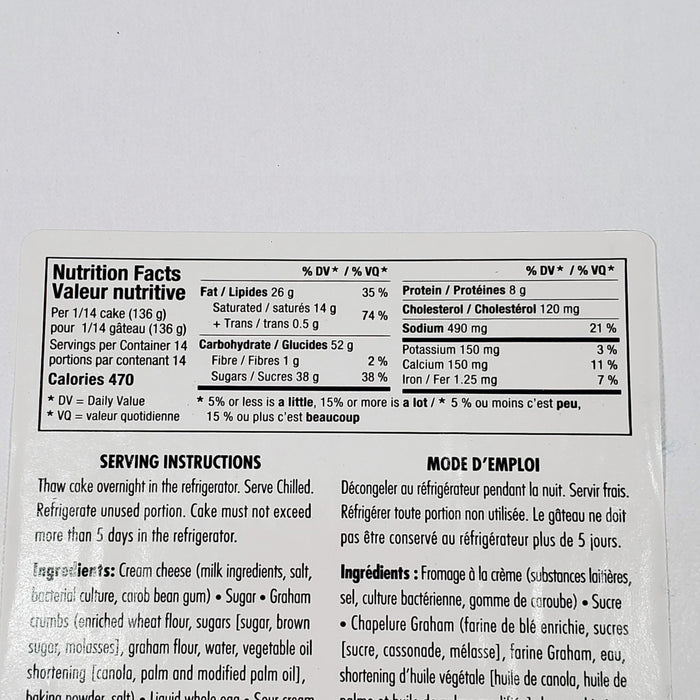 Nutrition Facts
Valeur nutritive
Per 1/14 cake (136 g)
pour 1/14 gâteau (136 g)
Servings per Container 14
portions par contenant 14
Calories 470
* DV = Daily Value
* VQ = valeur quotidienne
% DV* / % VQ*
Fat / Lipides 26 g 35 %
Saturated / saturés 14 g
+ Trans / trans 0.5 g 74 %
Carbohydrate / Glucides 52 g
Fibre / Fibres 1 g 2 %
Sugars / Sucres 38 g 38 %
% DV* / % VQ*
Protein / Protéines 8 g
Cholesterol / Cholestérol 120 mg
Sodium 490 mg 21 %
Potassium 150 mg 3 %
Calcium 150 mg 11 %
Iron / Fer 1.25 mg 7 %
* 5% or less is a little, 15% or more is a lot / * 5 % ou moins c'est peu,
15 % ou plus c'est beaucoup
SERVING INSTRUCTIONS
Thaw cake overnight in the refrigerator. Serve Chilled.
Refrigerate unused portion. Cake must not exceed
more than 5 days in the refrigerator.
Ingredients: Cream cheese (milk ingredients, salt,
bacterial culture, carob bean gum) • Sugar • Graham
crumbs (enriched wheat flour, sugars [sugar, brown
sugar, molasses], graham flour, water, vegetable oil
shortening [canola, palm and modified palm oil],
baking powder, salt) • Liquid whole egg • Sour cream
MODE D'EMPLOI
Décongeler au réfrigérateur pendant la nuit. Servir frais.
Réfrigérer toute portion non utilisée. Le gâteau ne doit
pas être conservé au réfrigérateur plus de 5 jours.
Ingrédients : Fromage à la crème (substances laitières,
sel, culture bactérienne, gomme de caroube) • Sucre
• Chapelure Graham (farine de blé enrichie, sucres
[sucre, cassonade, mélasse], farine Graham, eau,
shortening d'huile végétale [huile de canola, huile de